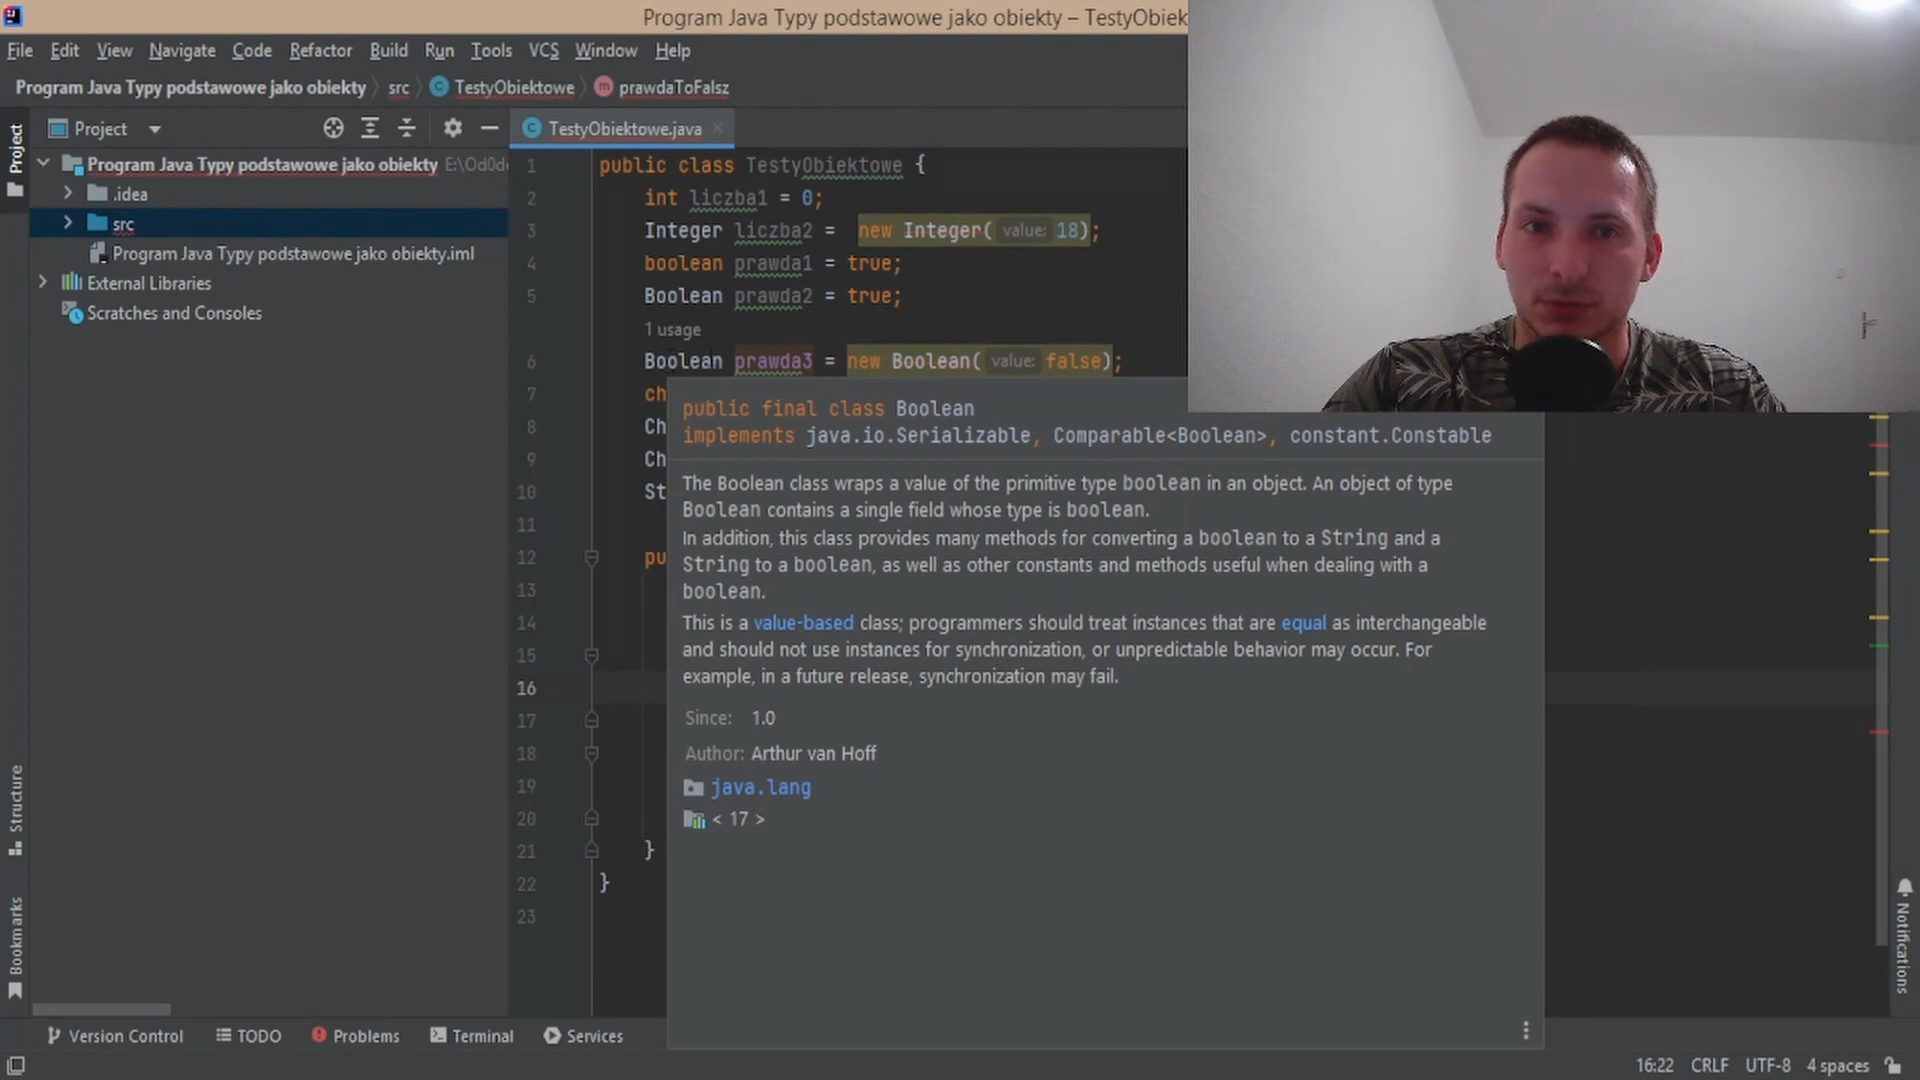 Program Java Typy podstawowe jako obiekty – TestyObiek
File Edit View Navigate Code Refactor Build Run Tools VCS Window Help
Program Java Typy podstawowe jako obiekty src TestyObiektowe prawdaToFalsz
Project
Project
TestyObiektowe.java
Program Java Typy podstawowe jako obiekty E:\Od0d
.idea
src
Program Java Typy podstawowe jako obiekty.iml
External Libraries
Scratches and Consoles
1 public class TestyObiektowe {
2 int liczba1 = 0;
3 Integer liczba2 = new Integer( value: 18);
4 boolean prawda1 = true;
5 Boolean prawda2 = true;
1 usage
6 Boolean prawda3 = new Boolean( value: false);
7 ch
8 Ch
9 Ch
10 St
11
12 pu
13
14
15
16
17
18
19
20
21 }
22 }
23
public final class Boolean
implements java.io.Serializable, Comparable<Boolean>, constant.Constable
The Boolean class wraps a value of the primitive type boolean in an object. An object of type
Boolean contains a single field whose type is boolean.
In addition, this class provides many methods for converting a boolean to a String and a
String to a boolean, as well as other constants and methods useful when dealing with a
boolean.
This is a value-based class; programmers should treat instances that are equal as interchangeable
and should not use instances for synchronization, or unpredictable behavior may occur. For
example, in a future release, synchronization may fail.
Since: 1.0
Author: Arthur van Hoff
java.lang
< 17 >
Structure
Bookmarks
Notifications
Version Control TODO Problems Terminal Services
16:22 CRLF UTF-8 4 spaces